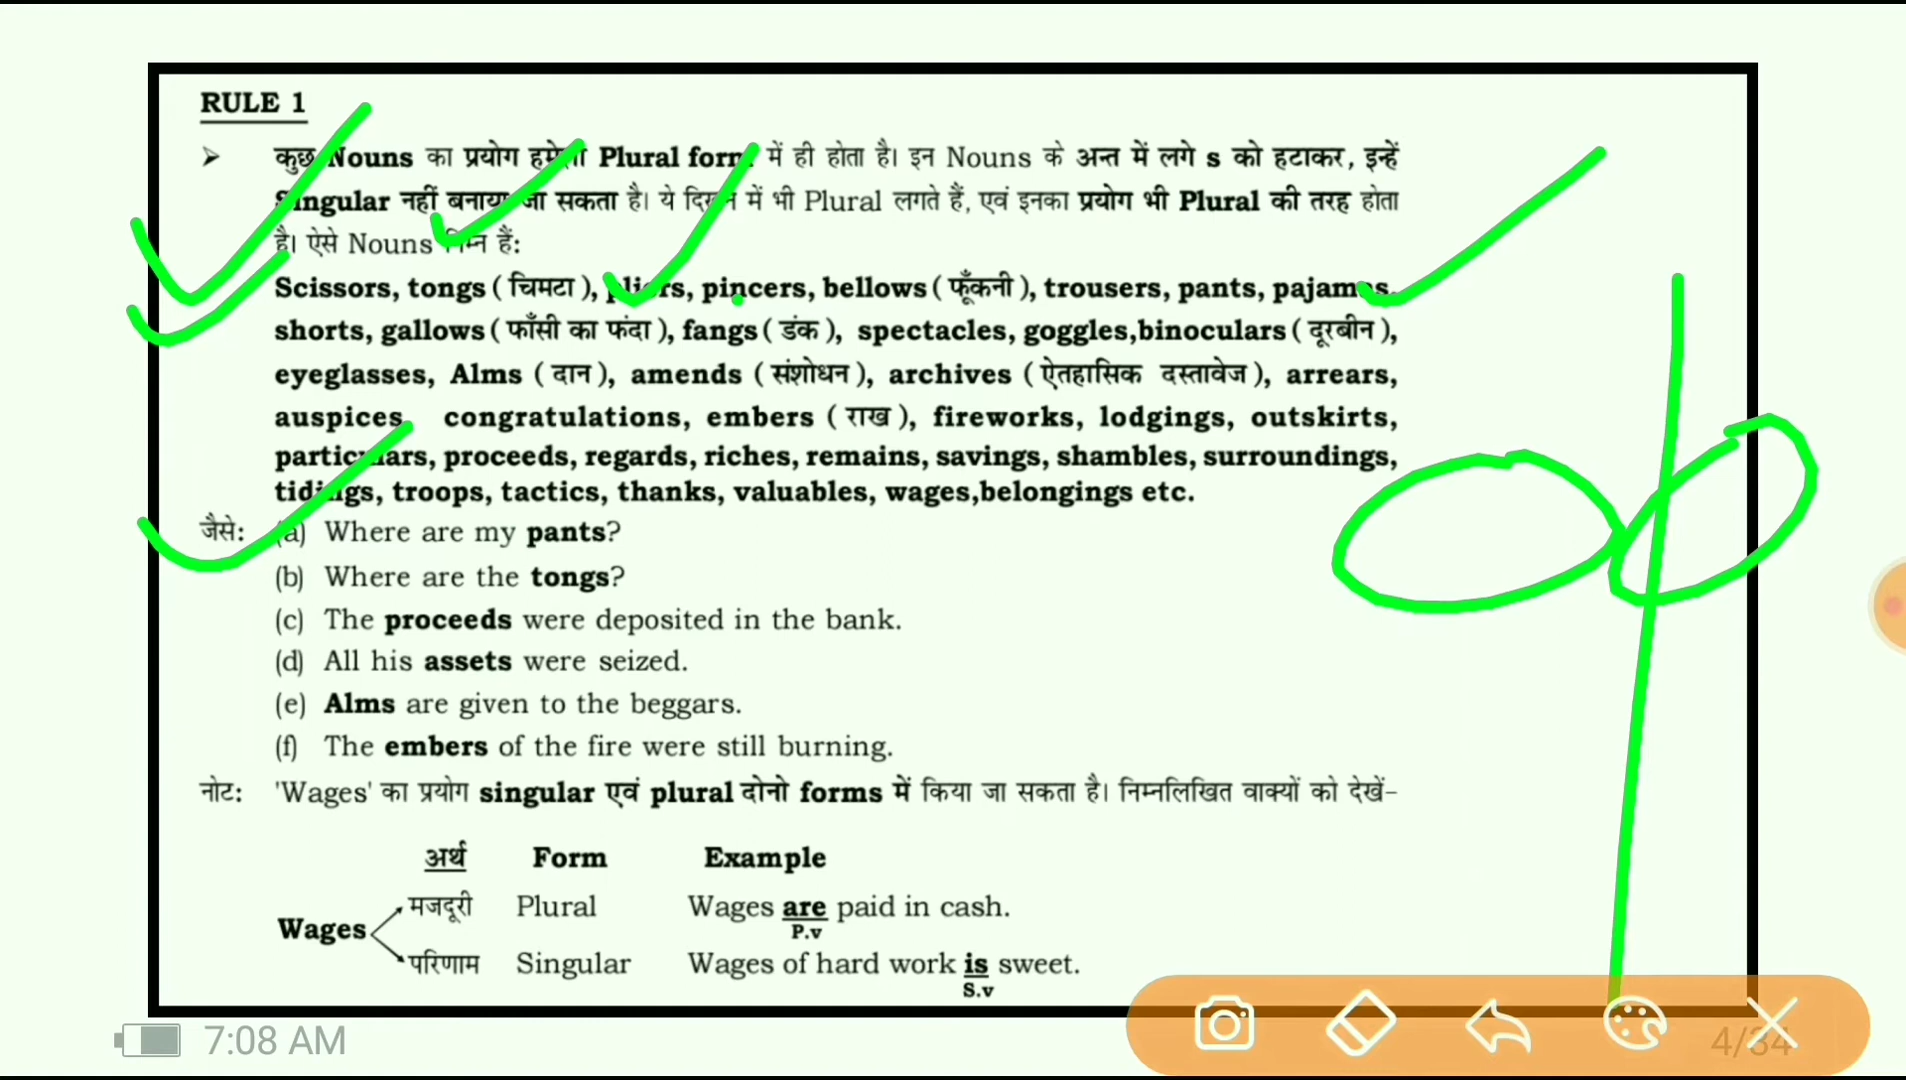 RULE 1
➤ कुछ Nouns का प्रयोग हमेशा Plural form में ही होता है। इन Nouns के अन्त में लगे s को हटाकर, इन्हें
Singular नहीं बनाया जा सकता है। ये दिखने में भी Plural लगते हैं, एवं इनका प्रयोग भी Plural की तरह होता
है। ऐसे Nouns निम्न हैं:
Scissors, tongs ( चिमटा ), pliers, pincers, bellows ( फूँकनी ), trousers, pants, pajamas,
shorts, gallows ( फाँसी का फंदा ), fangs ( डंक ), spectacles, goggles,binoculars ( दूरबीन ),
eyeglasses, Alms ( दान ), amends ( संशोधन ), archives ( ऐतहासिक दस्तावेज ), arrears,
auspices, congratulations, embers ( राख ), fireworks, lodgings, outskirts,
particulars, proceeds, regards, riches, remains, savings, shambles, surroundings,
tidings, troops, tactics, thanks, valuables, wages,belongings etc.
जैसे: (a) Where are my pants?
(b) Where are the tongs?
(c) The proceeds were deposited in the bank.
(d) All his assets were seized.
(e) Alms are given to the beggars.
(f) The embers of the fire were still burning.
नोट: 'Wages' का प्रयोग singular एवं plural दोनो forms में किया जा सकता है। निम्नलिखित वाक्यों को देखें–
अर्थ Form Example
मजदूरी Plural Wages are paid in cash.
P.v
Wages
परिणाम Singular Wages of hard work is sweet.
S.v
7:08 AM
4/34